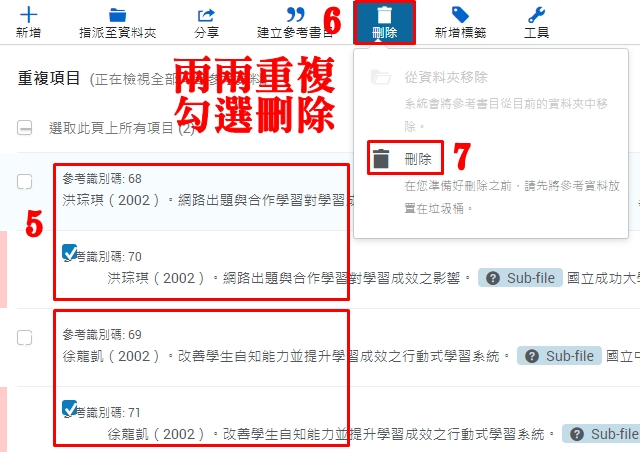 新增 指派至資料夾 分享 建立參考書目 6 刪除 新增標籤 工具
重複項目 (正在檢視全部
兩兩重複
勾選刪除
選取此頁上所有項目 (2)
從資料夾移除
系統會將參考書目從目前的資料夾中移
除。
刪除 7
在您準備好刪除之前，請先將參考資料放
置在垃圾桶。
5
參考識別碼: 68
洪琮琪（2002）。網路出題與合作學習對學習成
參考識別碼: 70
洪琮琪（2002）。網路出題與合作學習對學習成效之影響。 ? Sub-file 國立成功大學
參考識別碼: 69
徐龍凱（2002）。改善學生自知能力並提升學習成效之行動式學習系統。 ? Sub-file 國立中
參考識別碼: 71
徐龍凱（2002）。改善學生自知能力並提升學習成效之行動式學習系統。 ? Sub-file